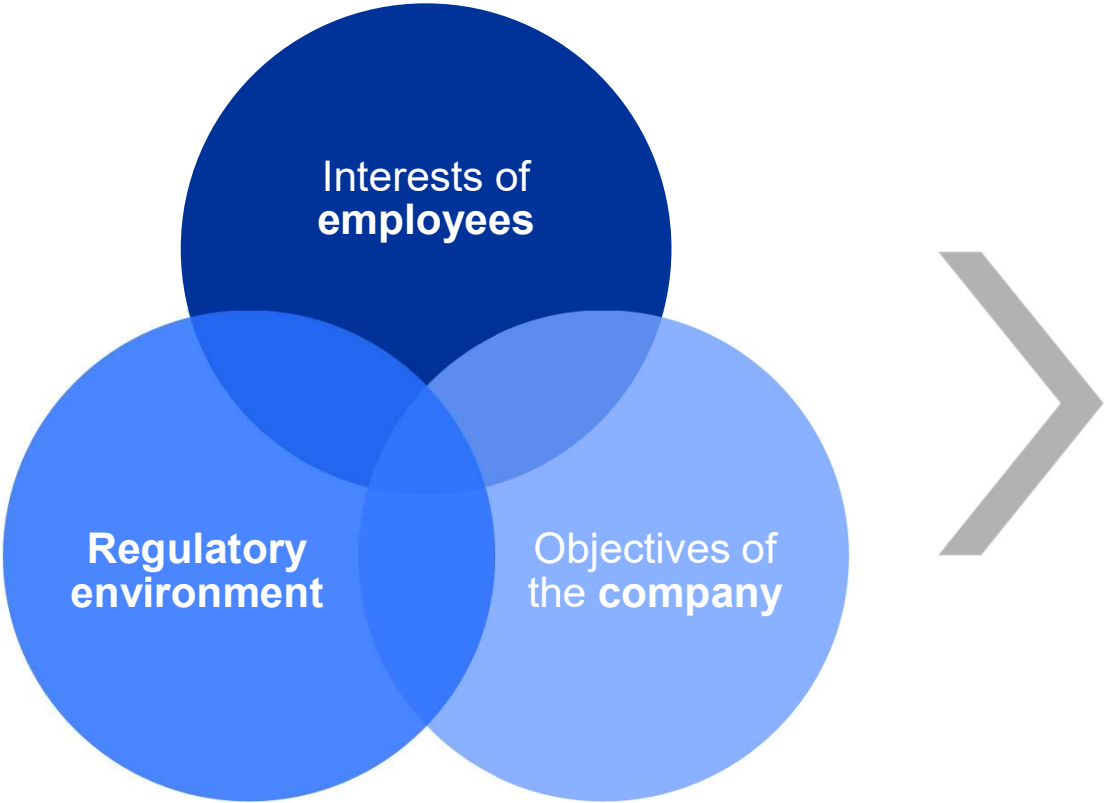 Interests of
employees
Regulatory
environment
Objectives of
the company